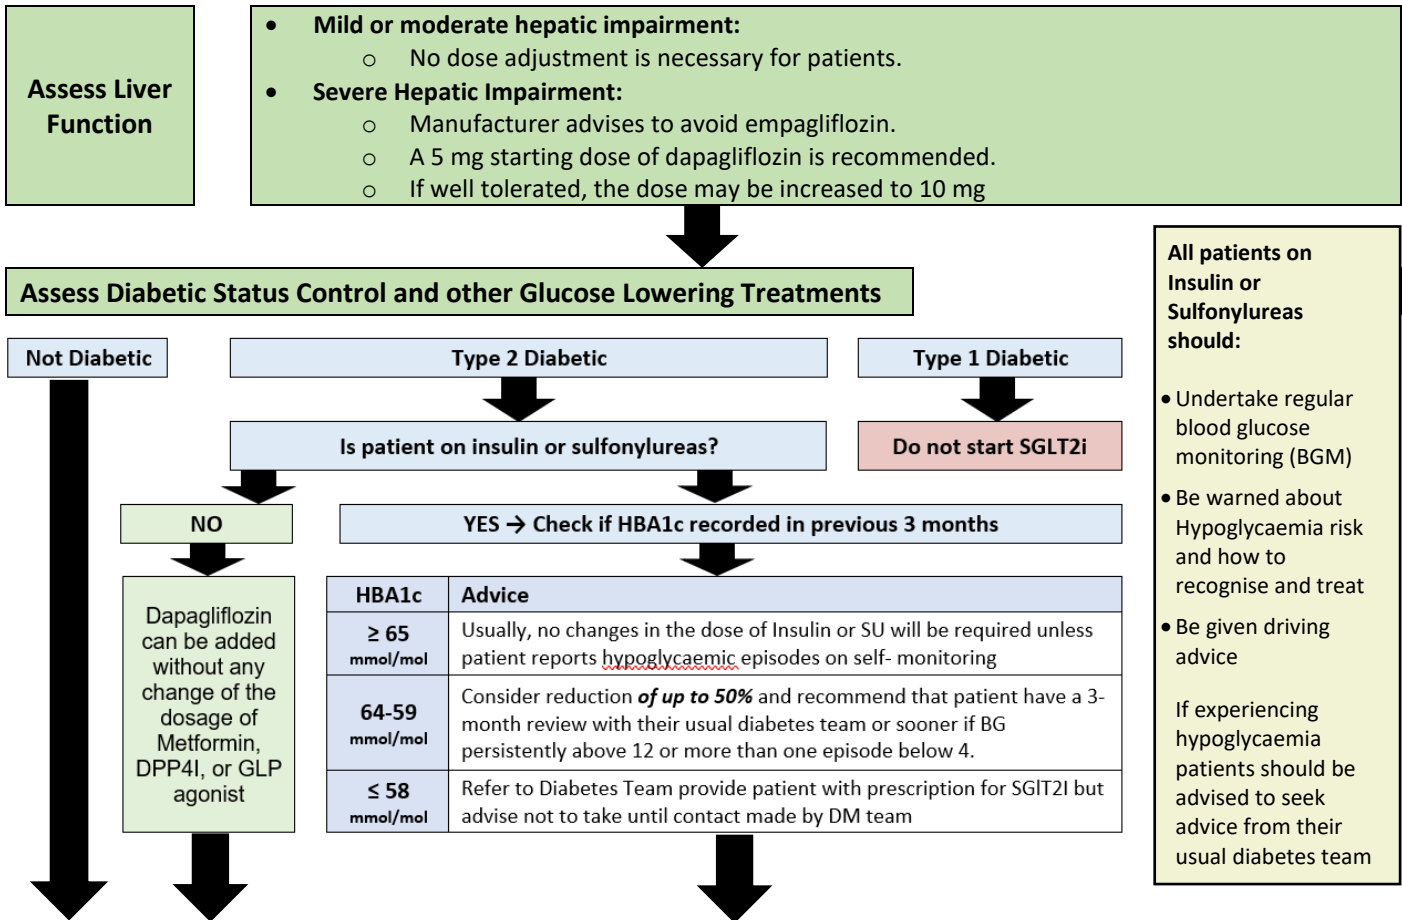 Assess Liver
Function
• Mild or moderate hepatic impairment:
o No dose adjustment is necessary for patients.
• Severe Hepatic Impairment:
o Manufacturer advises to avoid empagliflozin.
o A 5 mg starting dose of dapagliflozin is recommended.
o If well tolerated, the dose may be increased to 10 mg
Assess Diabetic Status Control and other Glucose Lowering Treatments
Not Diabetic
Type 2 Diabetic
Type 1 Diabetic
Is patient on insulin or sulfonylureas?
Do not start SGLT2i
NO
YES → Check if HBA1c recorded in previous 3 months
Dapagliflozin
can be added
without any
change of the
dosage of
Metformin,
DPP4I, or GLP
agonist
HBA1c Advice
≥ 65
mmol/mol
Usually, no changes in the dose of Insulin or SU will be required unless
patient reports hypoglycaemic episodes on self- monitoring
64-59
mmol/mol
Consider reduction of up to 50% and recommend that patient have a 3-
month review with their usual diabetes team or sooner if BG
persistently above 12 or more than one episode below 4.
≤ 58
mmol/mol
Refer to Diabetes Team provide patient with prescription for SGlT2I but
advise not to take until contact made by DM team
All patients on
Insulin or
Sulfonylureas
should:
• Undertake regular
blood glucose
monitoring (BGM)
• Be warned about
Hypoglycaemia risk
and how to
recognise and treat
• Be given driving
advice
If experiencing
hypoglycaemia
patients should be
advised to seek
advice from their
usual diabetes team